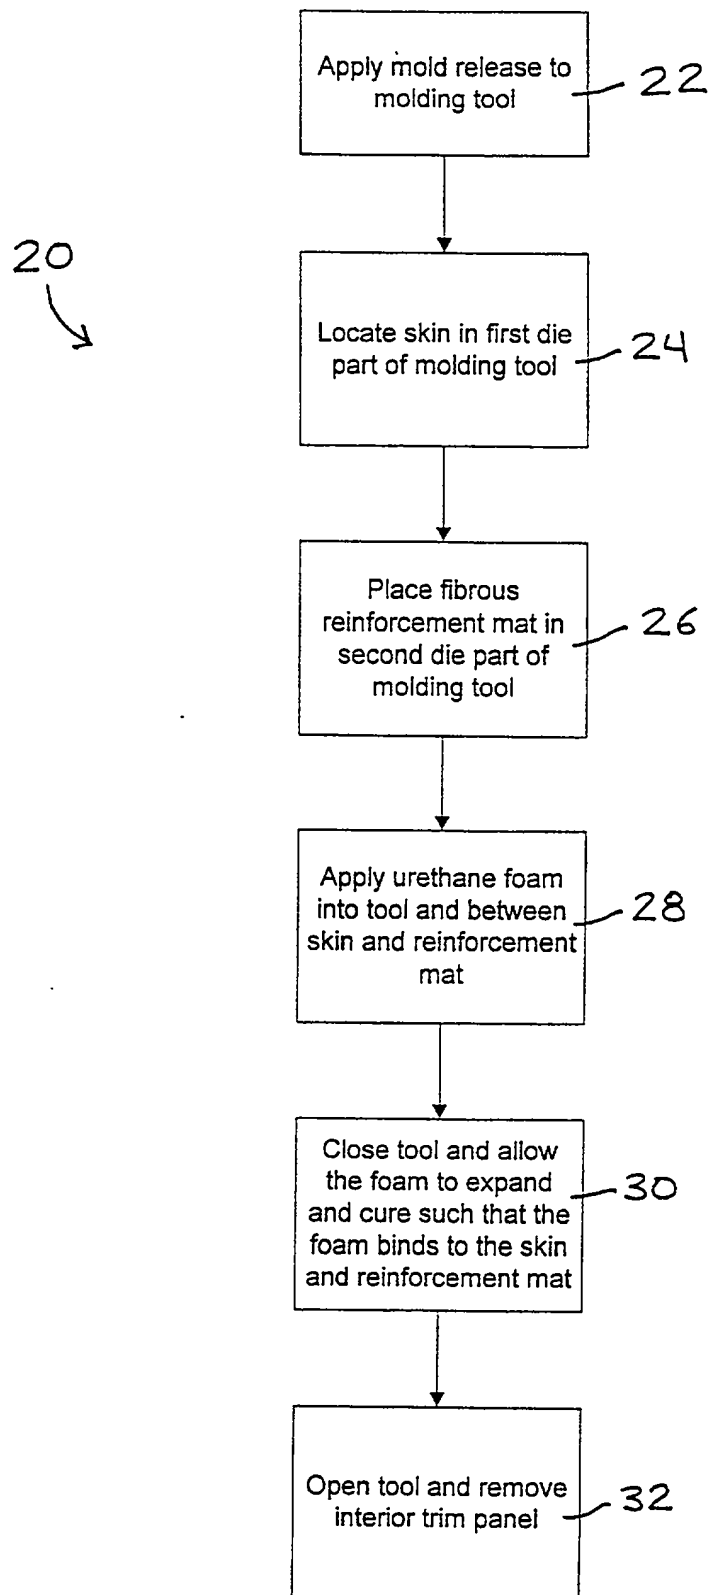 Apply mold release to
molding tool
22
20
Locate skin in first die
part of molding tool
24
Place fibrous
reinforcement mat in
second die part of
molding tool
26
Apply urethane foam
into tool and between
skin and reinforcement
mat
28
Close tool and allow
the foam to expand
and cure such that the
foam binds to the skin
and reinforcement mat
30
Open tool and remove
interior trim panel
32